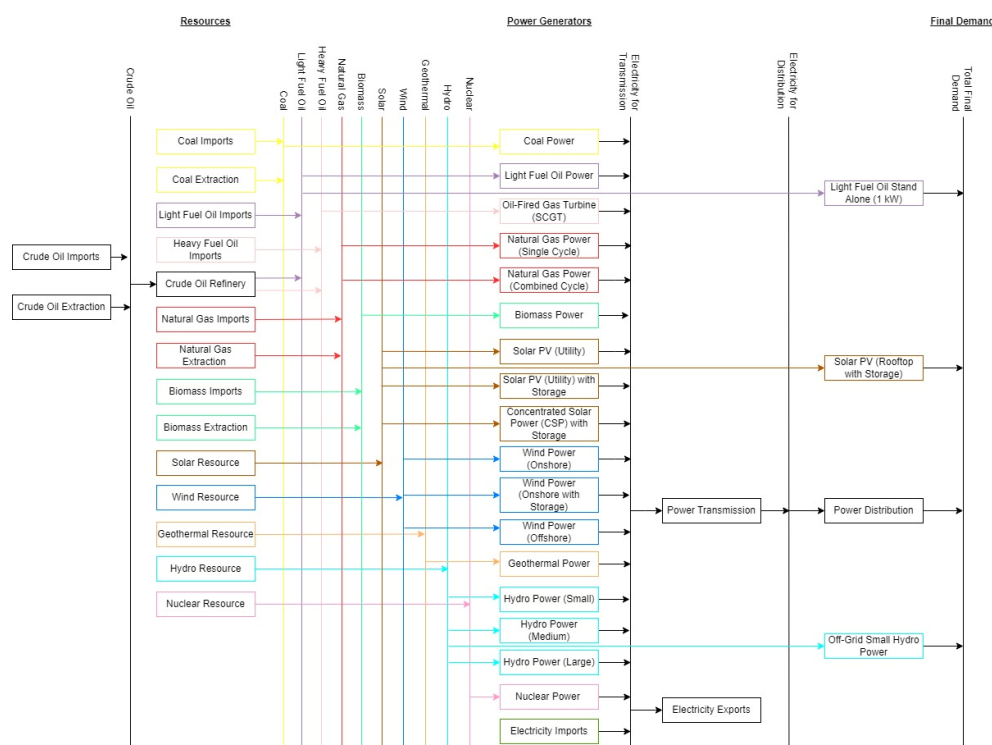 Resources
Power Generators
Final Demand
Crude Oil
Coal
Light Fuel Oil
Heavy Fuel Oil
Natural Gas
Biomass
Solar
Wind
Geothermal
Hydro
Nuclear
Electricity for
Transmission
Electricity for
Distribution
Total Final
Demand
Coal Imports
Coal Power
Coal Extraction
Light Fuel Oil Power
Light Fuel Oil Stand
Alone (1 kW)
Light Fuel Oil Imports
Oil-Fired Gas Turbine
(SCGT)
Heavy Fuel Oil
Imports
Natural Gas Power
(Single Cycle)
Crude Oil Imports
Crude Oil Refinery
Natural Gas Power
(Combined Cycle)
Crude Oil Extraction
Natural Gas Imports
Biomass Power
Natural Gas
Extraction
Solar PV (Utility)
Solar PV (Rooftop
with Storage)
Biomass Imports
Solar PV (Utility) with
Storage
Biomass Extraction
Concentrated Solar
Power (CSP) with
Storage
Solar Resource
Wind Power
(Onshore)
Wind Resource
Wind Power
(Onshore with
Storage)
Power Transmission
Power Distribution
Geothermal Resource
Wind Power
(Offshore)
Hydro Resource
Geothermal Power
Nuclear Resource
Hydro Power (Small)
Hydro Power
(Medium)
Off-Grid Small Hydro
Power
Hydro Power (Large)
Nuclear Power
Electricity Exports
Electricity Imports